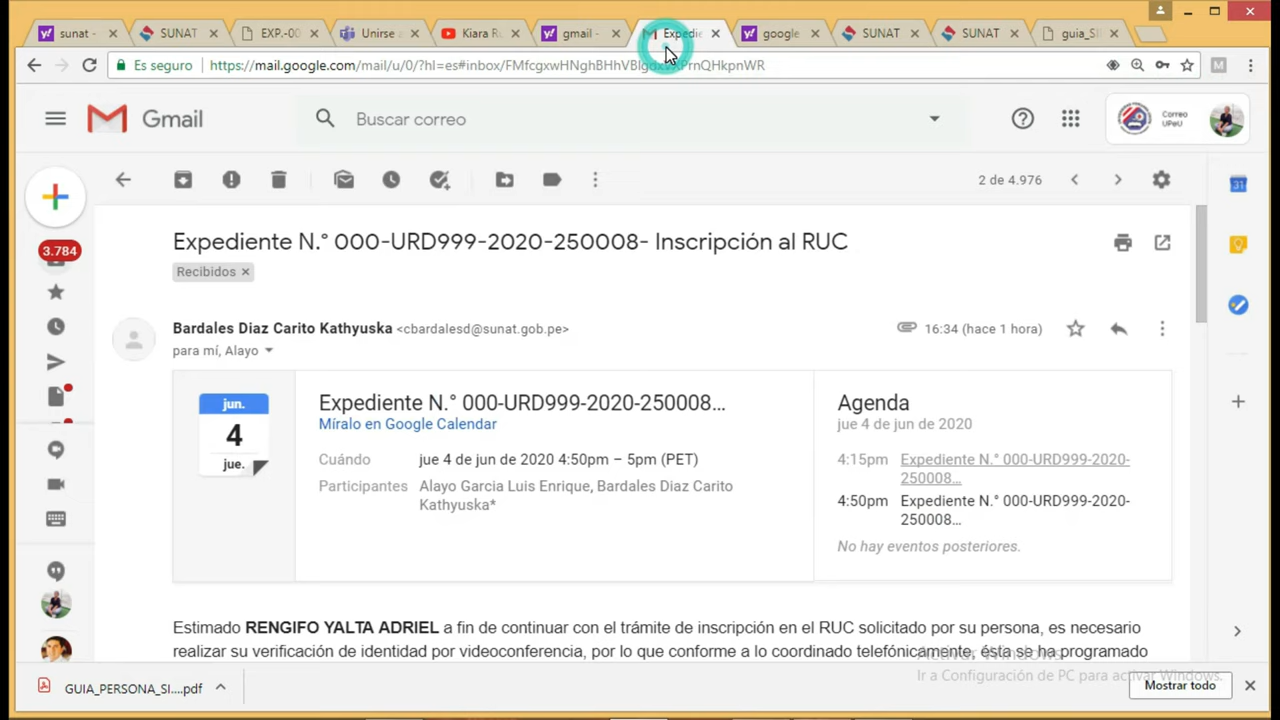 sunat -
SUNAT
EXP.-00
Unirse a
Kiara Ru
gmail -
Expedie
google
SUNAT
SUNAT
guia_SI
Es seguro
https://mail.google.com/mail/u/0/?hl=es#inbox/
M
Gmail
Buscar correo
Correo
UPeU
2 de 4.976
31
3.784
Expediente N.° 000-URD999-2020-250008- Inscripción al RUC
Recibidos
Bardales Diaz Carito Kathyuska <cbardalesd@sunat.gob.pe>
16:34 (hace 1 hora)
para mí, Alayo
jun.
4
jue.
Expediente N.° 000-URD999-2020-250008...
Míralo en Google Calendar
Cuándo jue 4 de jun de 2020 4:50pm – 5pm (PET)
Participantes Alayo Garcia Luis Enrique, Bardales Diaz Carito
Kathyuska*
Agenda
jue 4 de jun de 2020
4:15pm Expediente N.° 000-URD999-2020-
250008...
4:50pm Expediente N.° 000-URD999-2020-
250008...
No hay eventos posteriores.
Estimado RENGIFO YALTA ADRIEL a fin de continuar con el trámite de inscripción en el RUC solicitado por su persona, es necesario
realizar su verificación de identidad por videoconferencia, por lo que conforme a lo coordinado telefónicamente, ésta se ha programado
Activar Windows
Ir a Configuración de PC para activar Windows.
GUIA_PERSONA_SI....pdf
Mostrar todo